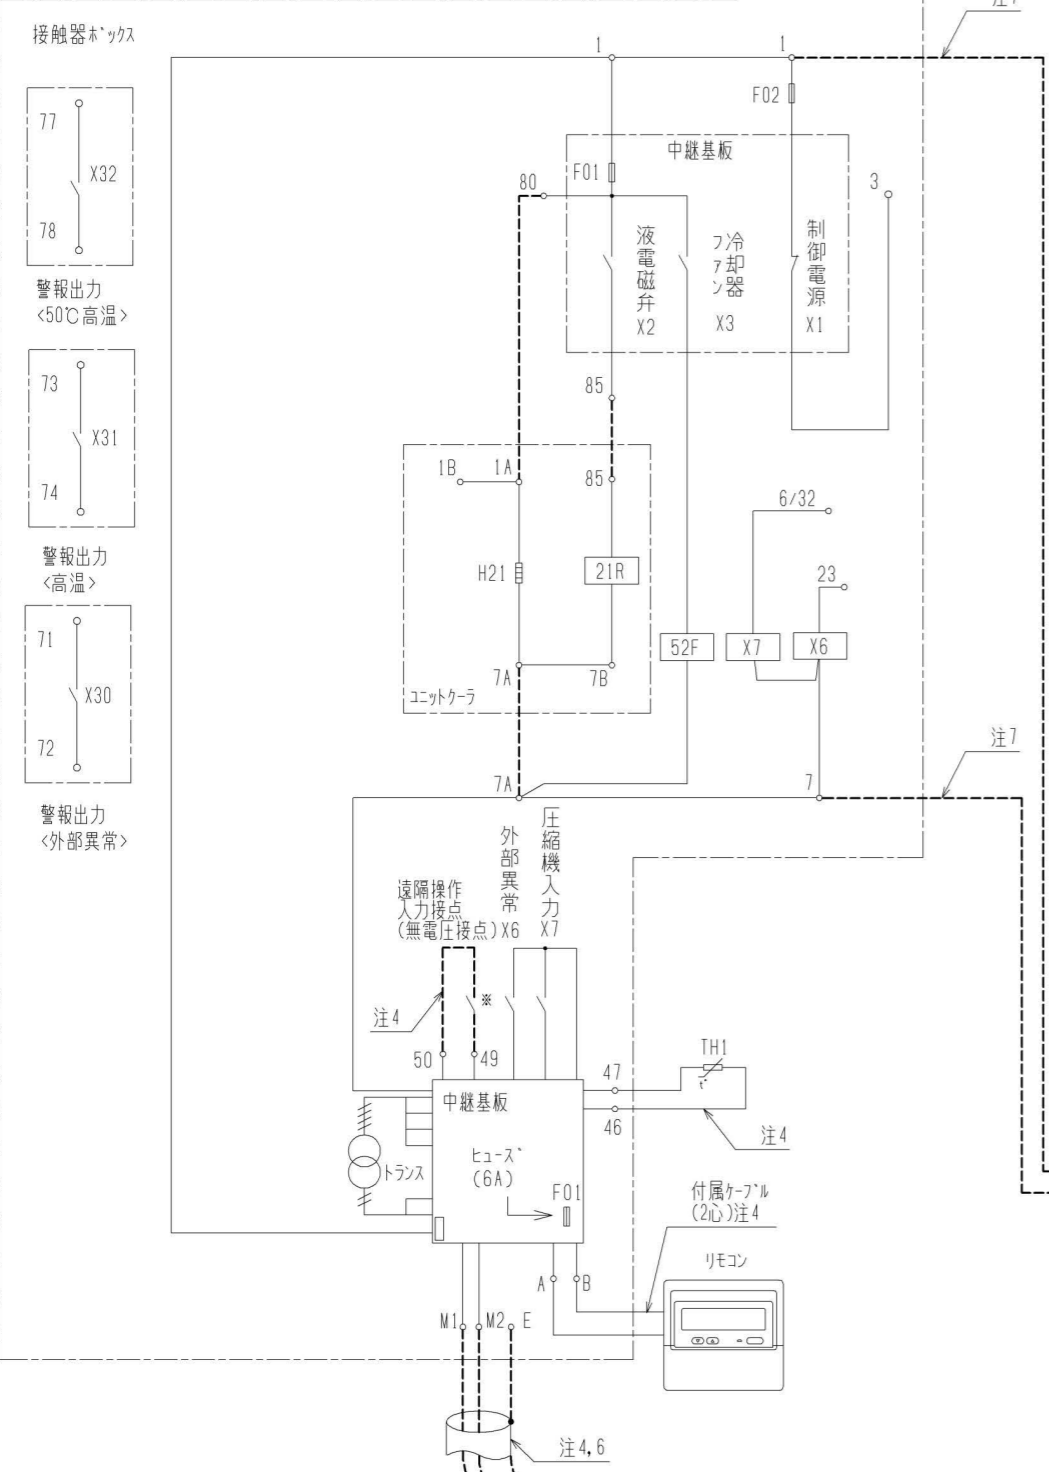 注7
接触器ボックス
77
X32
78
警報出力
<50℃高温>
73
X31
74
警報出力
<高温>
71
X30
72
警報出力
<外部異常>
1
1
F02
中継基板
F01
80
3
液電磁弁
X2
冷却器
ファン
X3
制御電源
X1
85
1B
1A
85
6/32
H21
21R
23
52F
X7
X6
7A
7B
ユニットクーラ
注7
7A
7
外部異常
X6
圧縮機入力
X7
遠隔操作
入力接点
(無電圧接点)
※
注4
50
49
47
TH1
t°
46
注4
中継基板
トランス
ヒューズ
(6A)
F01
付属ケーブル
(2心)注4
リモコン
A
B
M1
M2
E
注4,6